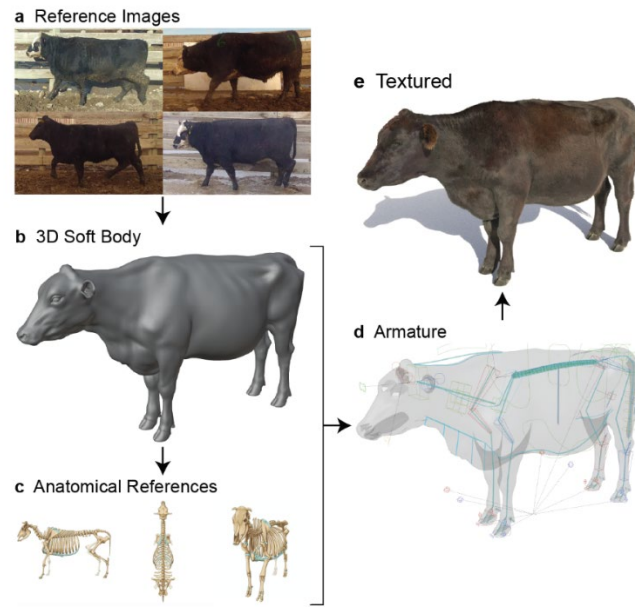 a Reference Images
b 3D Soft Body
c Anatomical References
d Armature
e Textured